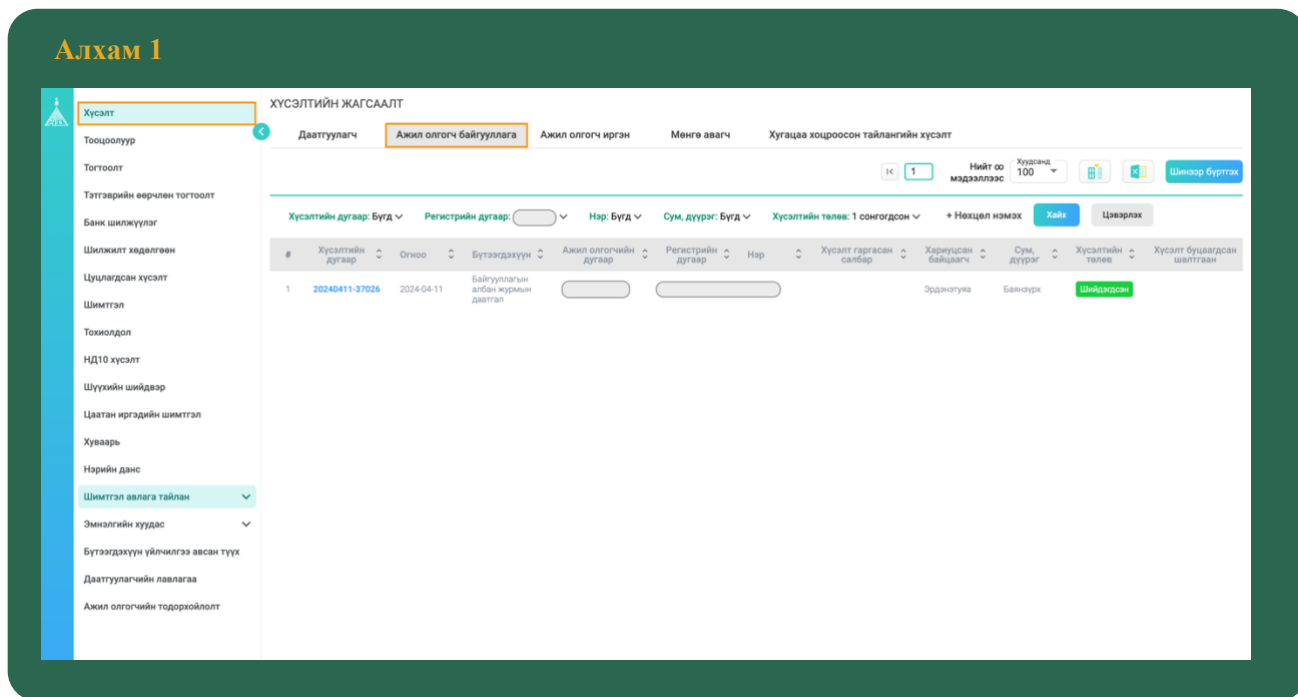 Алхам 1
Хүсэлт
Тооцоолуур
Тогтоолт
Тэтгэврийн өөрчлөн тогтоолт
Банк шилжүүлэг
Шилжилт хөдөлгөөн
Цуцлагдсан хүсэлт
Шимтгэл
Тохиолдол
НД10 хүсэлт
Шүүхийн шийдвэр
Цаатан иргэдийн шимтгэл
Хуваарь
Нэрийн данс
Шимтгэл авлага тайлан
Эмнэлгийн хуудас
Бүтээгдэхүүн үйлчилгээ авсан түүх
Даатгуулагчийн лавлагаа
Ажил олгогчийн тодорхойлолт
ХҮСЭЛТИЙН ЖАГСААЛТ
Даатгуулагч Ажил олгогч байгууллага Ажил олгогч иргэн Мөнгө авагч Хугацаа хоцроосон тайлангийн хүсэлт
1 Нийт ∞ мэдээллээс Хуудсанд 100 Шинээр бүртгэх
Хүсэлтийн дугаар: Бүгд Регистрийн дугаар: Нэр: Бүгд Сум, дүүрэг: Бүгд Хүсэлтийн төлөв: 1 сонгогдсон + Нөхцөл нэмэх Хайх Цэвэрлэх
# Хүсэлтийн дугаар Огноо Бүтээгдэхүүн Ажил олгогчийн дугаар Регистрийн дугаар Нэр Хүсэлт гаргасан салбар Хариуцсан байцаагч Сум, дүүрэг Хүсэлтийн төлөв Хүсэлт буцаагдсан шалтгаан
1 20240411-37026 2024-04-11 Байгууллагын албан журмын даатгал Эрдэнэтуяа Баянзүрх Шийдэгдсэн